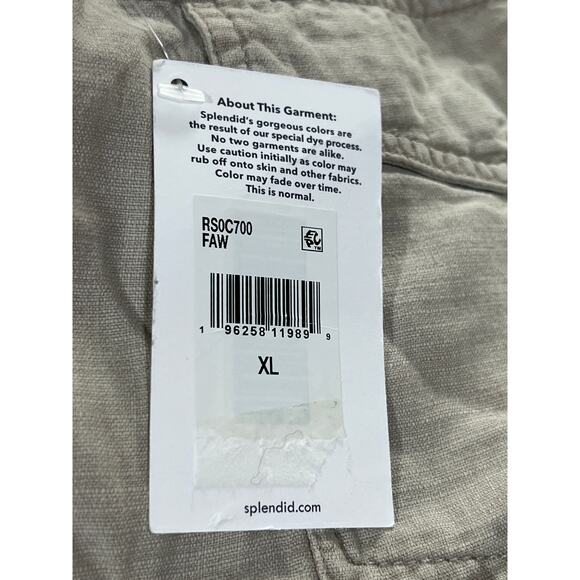 About This Garment:
Splendid's gorgeous colors are
the result of our special dye process.
No two garments are alike.
Use caution initially as color may
rub off onto skin and other fabrics.
Color may fade over time.
This is normal.
RS0C700
FAW
EPC TM
1 96258 11989 9
XL
splendid.com